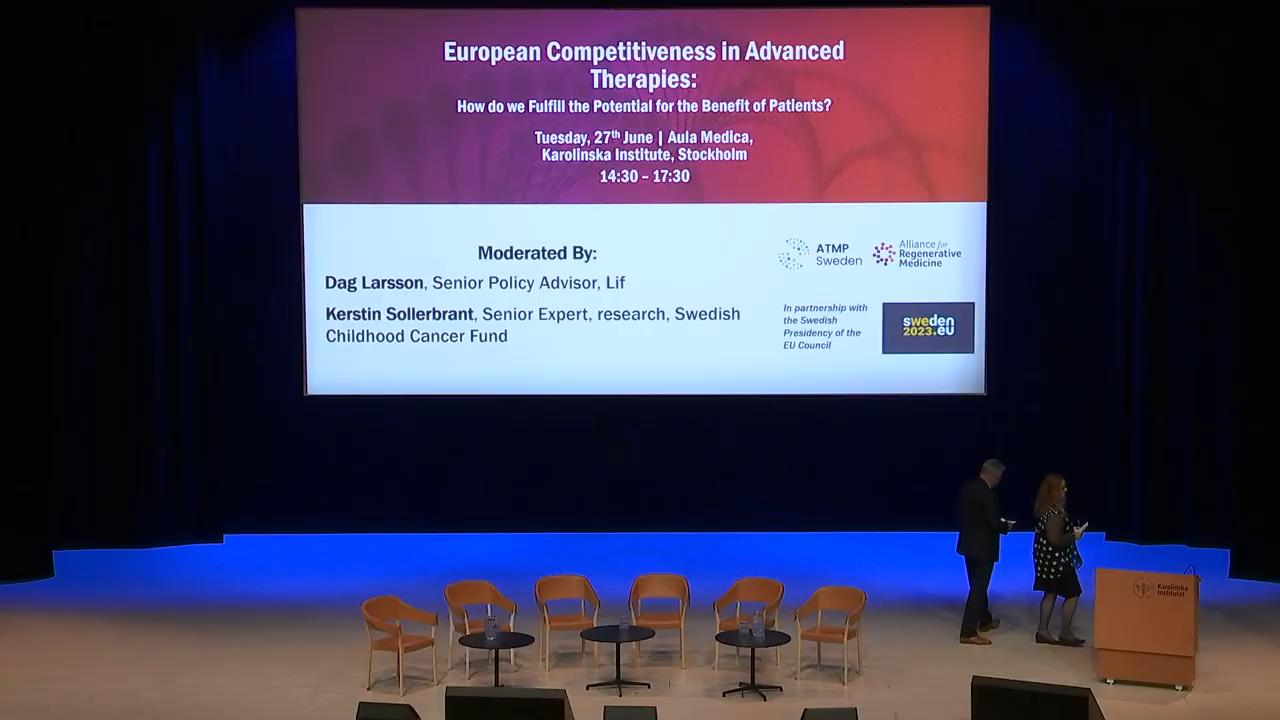 European Competitiveness in Advanced
Therapies:
How do we Fulfill the Potential for the Benefit of Patients?
Tuesday, 27th June | Aula Medica,
Karolinska Institute, Stockholm
14:30 – 17:30
Moderated By:
Dag Larsson, Senior Policy Advisor, Lif
Kerstin Sollerbrant, Senior Expert, research, Swedish
Childhood Cancer Fund
ATMP
Sweden
Alliance for
Regenerative
Medicine
In partnership with
the Swedish
Presidency of the
EU Council
sweden
2023.eu
Karolinska
Institutet